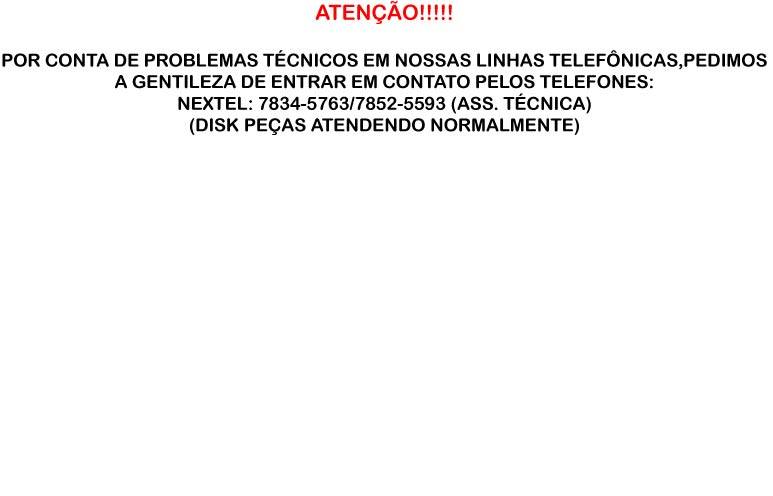 ATENÇÃO!!!!!
POR CONTA DE PROBLEMAS TÉCNICOS EM NOSSAS LINHAS TELEFÔNICAS,PEDIMOS
A GENTILEZA DE ENTRAR EM CONTATO PELOS TELEFONES:
NEXTEL: 7834-5763/7852-5593 (ASS. TÉCNICA)
(DISK PEÇAS ATENDENDO NORMALMENTE)